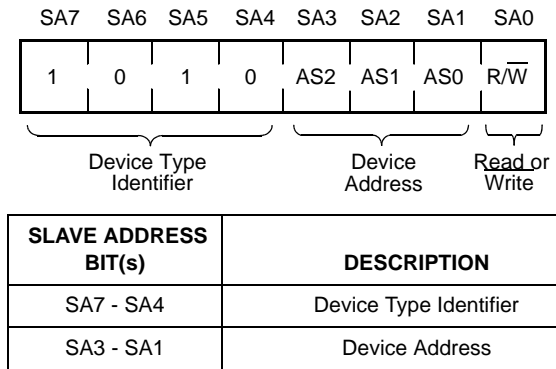 SA7 SA6 SA5 SA4 SA3 SA2 SA1 SA0
1 0 1 0 AS2 AS1 AS0 R/W̅
Device Type Identifier
Device Address
Read or Write
SLAVE ADDRESS BIT(s) DESCRIPTION
SA7 - SA4 Device Type Identifier
SA3 - SA1 Device Address